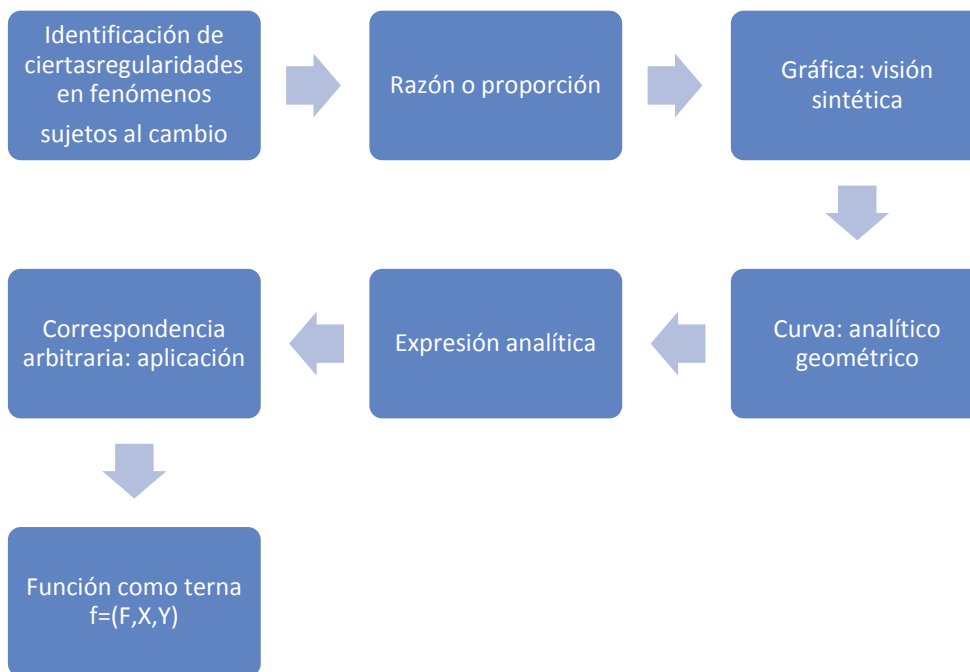 Identificación de
ciertasregularidades
en fenómenos
sujetos al cambio
Razón o proporción
Gráfica: visión
sintética
Curva: analítico
geométrico
Expresión analítica
Correspondencia
arbitraria: aplicación
Función como terna
f=(F,X,Y)